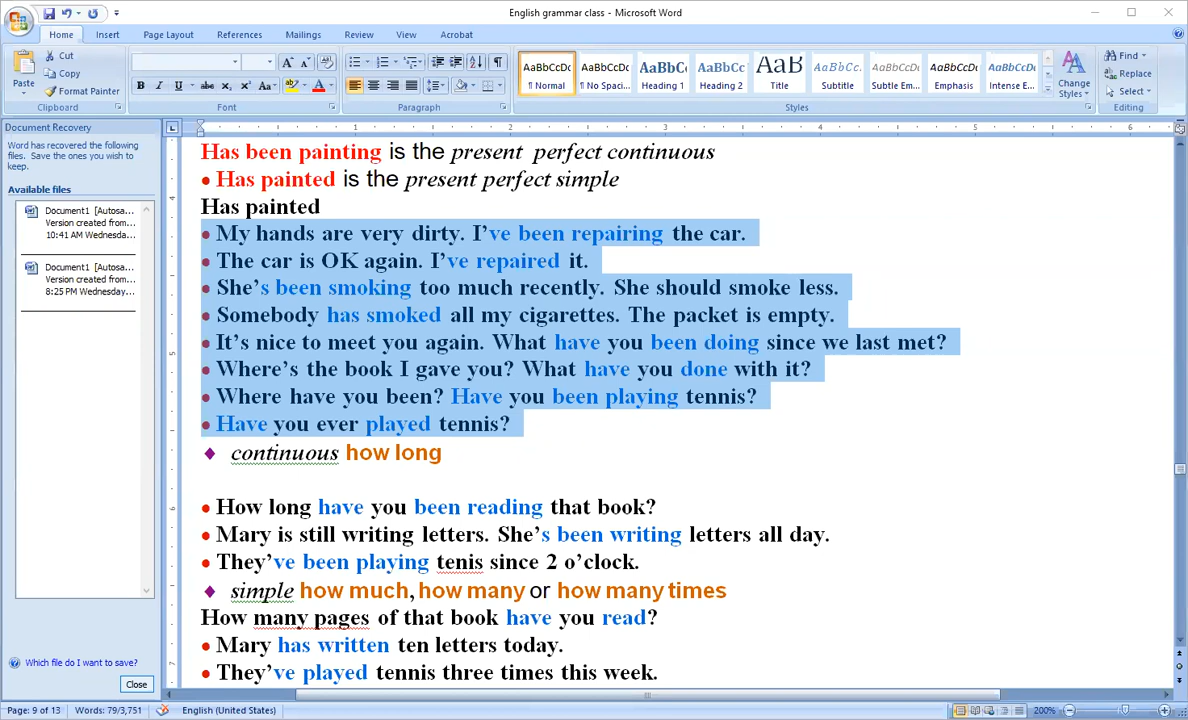 English grammar class - Microsoft Word
Home Insert Page Layout References Mailings Review View Acrobat
Paste Cut Copy Format Painter
Clipboard Font Paragraph Styles Editing
AaBbCcDc ¶ Normal
AaBbCcDc ¶ No Spaci...
AaBbCc Heading 1
AaBbCc Heading 2
AaB Title
AaBbCc. Subtitle
AaBbCcDc Subtle Em...
AaBbCcDc Emphasis
AaBbCcDc Intense E...
Change Styles
Find
Replace
Select
Document Recovery
Word has recovered the following
files. Save the ones you wish to
keep.
Available files
Document1 [Autosa...
Version created from...
10:41 AM Wednesda...
Document1 [Autosa...
Version created from...
8:25 PM Wednesday...
Which file do I want to save?
Close
Has been painting is the present perfect continuous
• Has painted is the present perfect simple
Has painted
• My hands are very dirty. I’ve been repairing the car.
• The car is OK again. I’ve repaired it.
• She’s been smoking too much recently. She should smoke less.
• Somebody has smoked all my cigarettes. The packet is empty.
• It’s nice to meet you again. What have you been doing since we last met?
• Where’s the book I gave you? What have you done with it?
• Where have you been? Have you been playing tennis?
• Have you ever played tennis?
♦ continuous how long
• How long have you been reading that book?
• Mary is still writing letters. She’s been writing letters all day.
• They’ve been playing tenis since 2 o’clock.
♦ simple how much, how many or how many times
How many pages of that book have you read?
• Mary has written ten letters today.
• They’ve played tennis three times this week.
Page: 9 of 13 Words: 79/3,751 English (United States) 200%